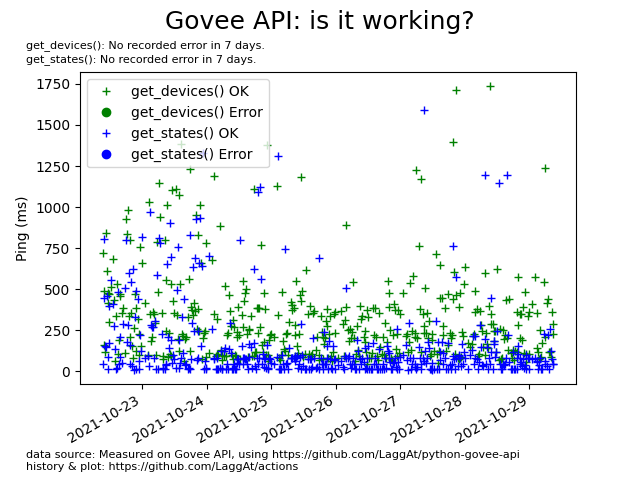 Govee API: is it working?
get_devices(): No recorded error in 7 days.
get_states(): No recorded error in 7 days.
get_devices() OK
get_devices() Error
get_states() OK
get_states() Error
Ping (ms)
1750
1500
1250
1000
750
500
250
0
2021-10-23
2021-10-24
2021-10-25
2021-10-26
2021-10-27
2021-10-28
2021-10-29
data source: Measured on Govee API, using https://github.com/LaggAt/python-govee-api
history & plot: https://github.com/LaggAt/actions